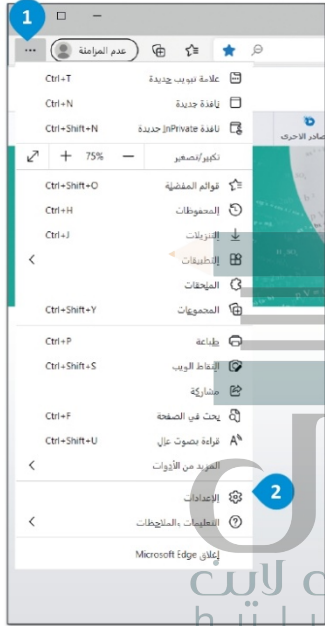 1
عدم المزامنة
علامة تبويب جديدة Ctrl+T
نافذة جديدة Ctrl+N
نافذة InPrivate جديدة Ctrl+Shift+N
صادر الأخرى
تكبير/تصغير — 75% +
قوائم المفضلة Ctrl+Shift+O
المحفوظات Ctrl+H
التنزيلات Ctrl+J
التطبيقات
الملحقات
المجموعات Ctrl+Shift+Y
طباعة Ctrl+P
التقاط الويب Ctrl+Shift+S
مشاركة
بحث في الصفحة Ctrl+F
قراءة بصوت عالٍ Ctrl+Shift+U
المزيد من الأدوات
2 الإعدادات
التعليمات والملاحظات
إغلاق Microsoft Edge